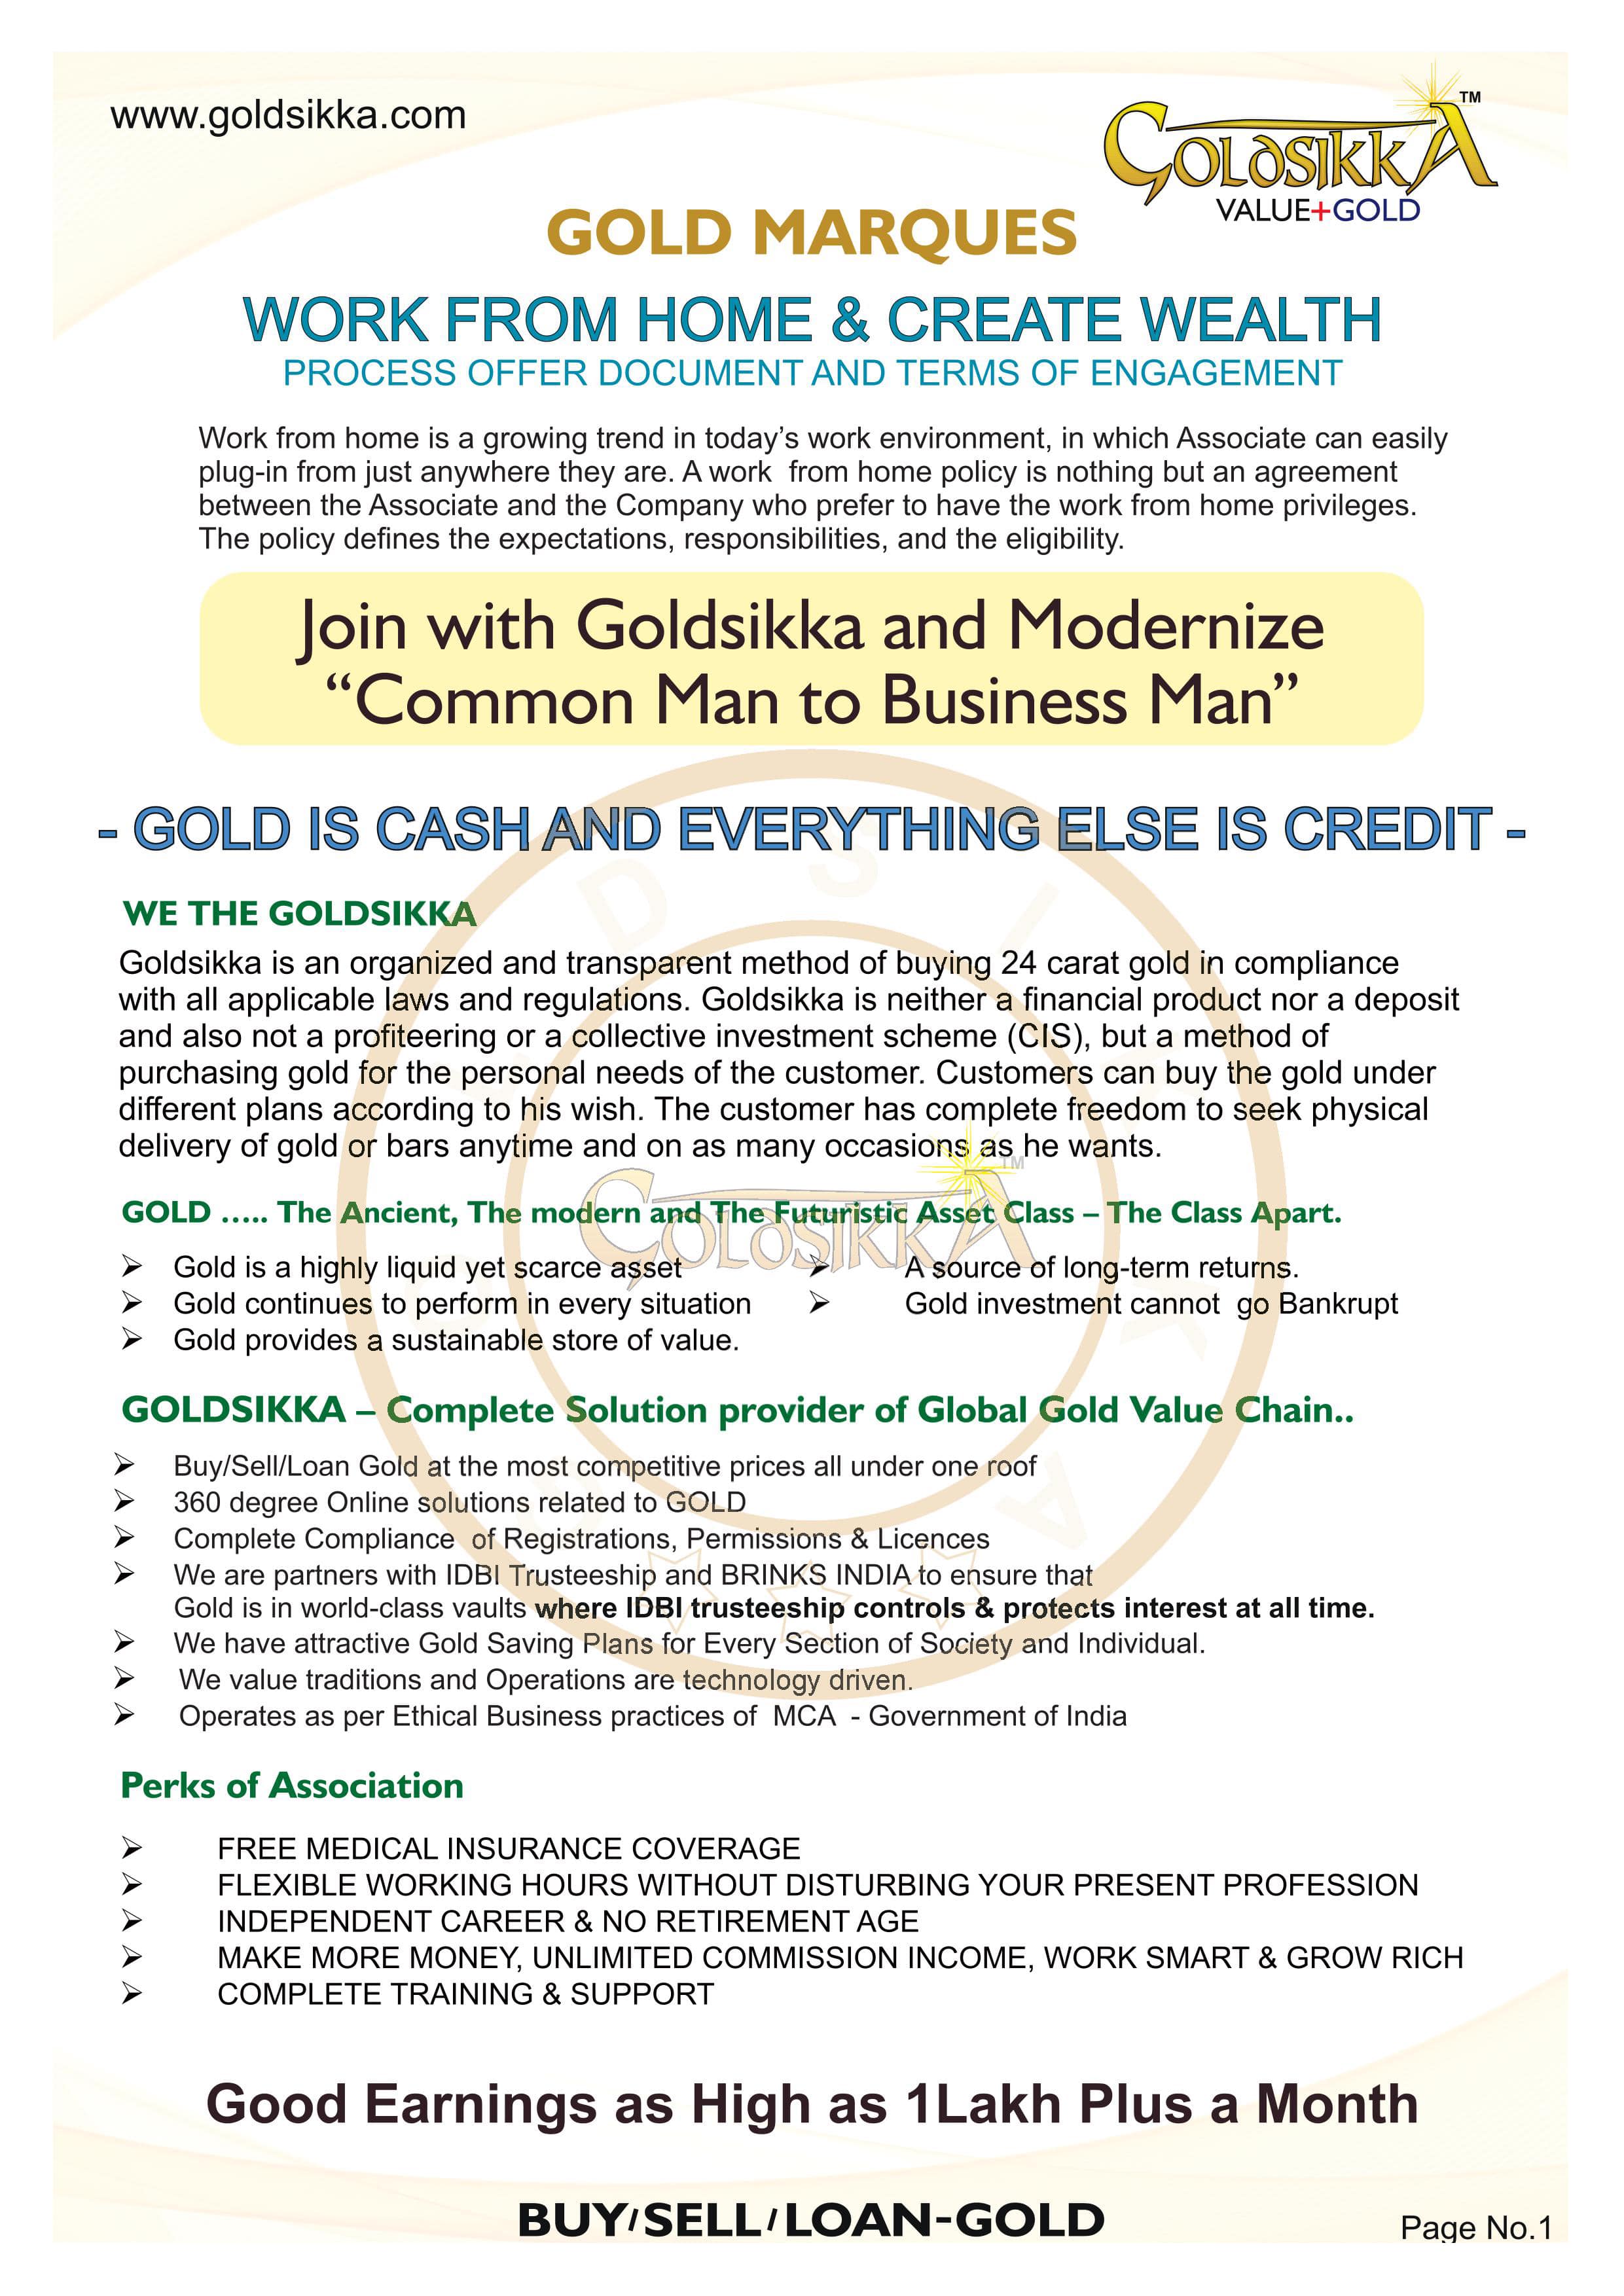 www.goldsikka.com
GOLDSIKKA TM
VALUE+GOLD
GOLD MARQUES
WORK FROM HOME & CREATE WEALTH
PROCESS OFFER DOCUMENT AND TERMS OF ENGAGEMENT
Work from home is a growing trend in today’s work environment, in which Associate can easily
plug-in from just anywhere they are. A work from home policy is nothing but an agreement
between the Associate and the Company who prefer to have the work from home privileges.
The policy defines the expectations, responsibilities, and the eligibility.
Join with Goldsikka and Modernize
“Common Man to Business Man”
- GOLD IS CASH AND EVERYTHING ELSE IS CREDIT -
WE THE GOLDSIKKA
Goldsikka is an organized and transparent method of buying 24 carat gold in compliance
with all applicable laws and regulations. Goldsikka is neither a financial product nor a deposit
and also not a profiteering or a collective investment scheme (CIS), but a method of
purchasing gold for the personal needs of the customer. Customers can buy the gold under
different plans according to his wish. The customer has complete freedom to seek physical
delivery of gold or bars anytime and on as many occasions as he wants.
GOLDSIKKA TM
GOLD ..... The Ancient, The modern and The Futuristic Asset Class – The Class Apart.
➢ Gold is a highly liquid yet scarce asset ➢ A source of long-term returns.
➢ Gold continues to perform in every situation ➢ Gold investment cannot go Bankrupt
➢ Gold provides a sustainable store of value.
GOLDSIKKA – Complete Solution provider of Global Gold Value Chain..
➢ Buy/Sell/Loan Gold at the most competitive prices all under one roof
➢ 360 degree Online solutions related to GOLD
➢ Complete Compliance of Registrations, Permissions & Licences
➢ We are partners with IDBI Trusteeship and BRINKS INDIA to ensure that
Gold is in world-class vaults where IDBI trusteeship controls & protects interest at all time.
➢ We have attractive Gold Saving Plans for Every Section of Society and Individual.
➢ We value traditions and Operations are technology driven.
➢ Operates as per Ethical Business practices of MCA - Government of India
Perks of Association
➢ FREE MEDICAL INSURANCE COVERAGE
➢ FLEXIBLE WORKING HOURS WITHOUT DISTURBING YOUR PRESENT PROFESSION
➢ INDEPENDENT CAREER & NO RETIREMENT AGE
➢ MAKE MORE MONEY, UNLIMITED COMMISSION INCOME, WORK SMART & GROW RICH
➢ COMPLETE TRAINING & SUPPORT
Good Earnings as High as 1Lakh Plus a Month
BUY/SELL/LOAN-GOLD
Page No.1